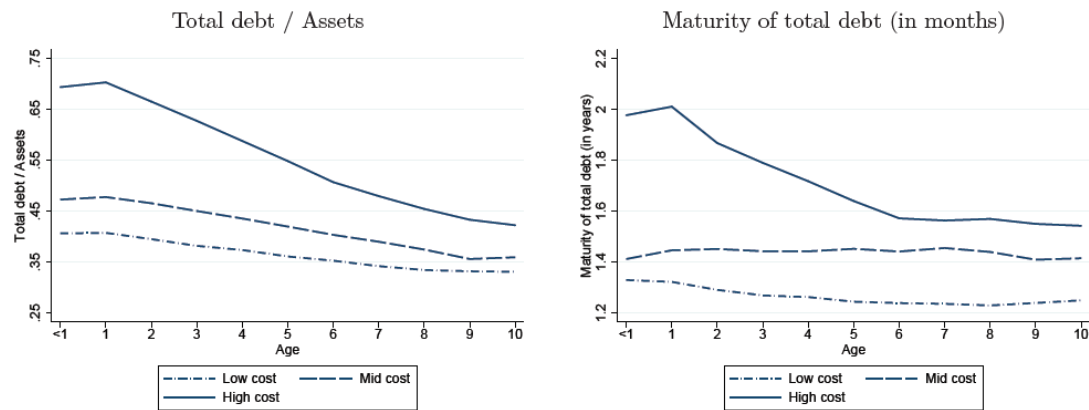 Total debt / Assets
Total debt / Assets
.75
.65
.55
.45
.35
.25
<1 1 2 3 4 5 6 7 8 9 10
Age
Low cost Mid cost
High cost
Maturity of total debt (in months)
Maturity of total debt (in years)
2.2
2
1.8
1.6
1.4
1.2
<1 1 2 3 4 5 6 7 8 9 10
Age
Low cost Mid cost
High cost